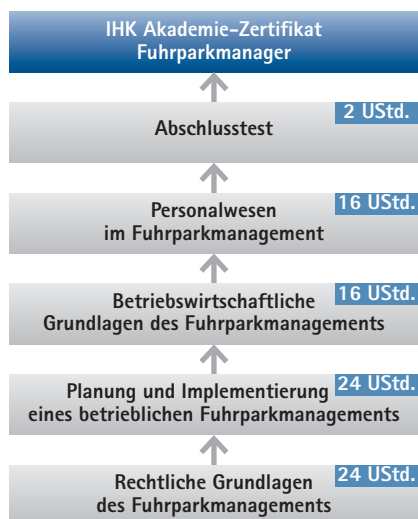 IHK Akademie-Zertifikat
Fuhrparkmanager
2 UStd.
Abschlusstest
16 UStd.
Personalwesen
im Fuhrparkmanagement
16 UStd.
Betriebswirtschaftliche
Grundlagen des Fuhrparkmanagements
24 UStd.
Planung und Implementierung
eines betrieblichen Fuhrparkmanagements
24 UStd.
Rechtliche Grundlagen
des Fuhrparkmanagements